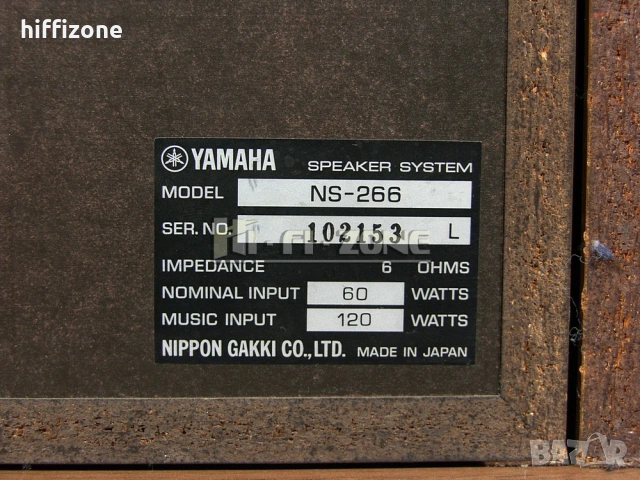 hiffizone
YAMAHA SPEAKER SYSTEM
MODEL NS-266
SER. NO. 102153 L
Hi-Fi-ZONE
IMPEDANCE 6 OHMS
NOMINAL INPUT 60 WATTS
MUSIC INPUT 120 WATTS
NIPPON GAKKI CO.,LTD. MADE IN JAPAN
BAZAR